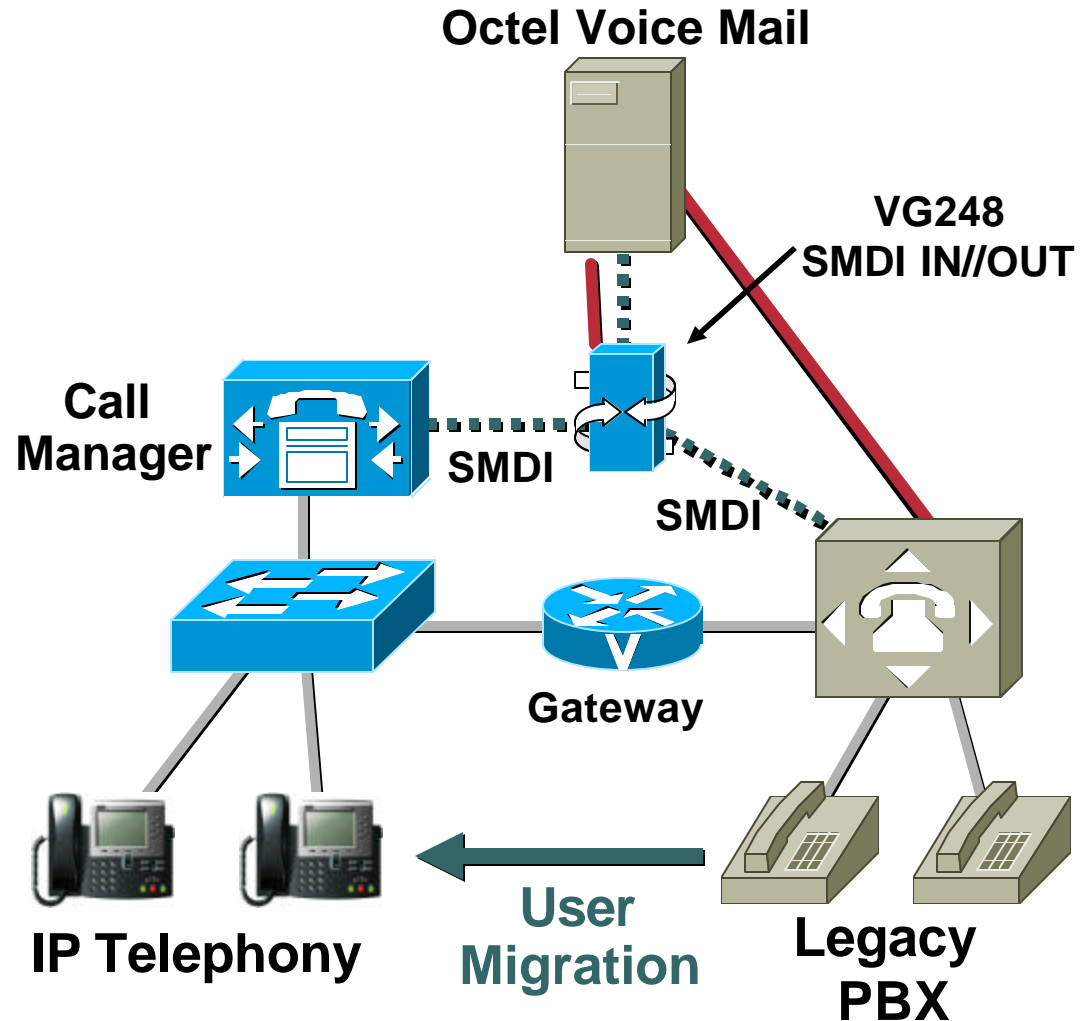 Octel Voice Mail
VG248
SMDI IN//OUT
Call
Manager
SMDI
SMDI
V
Gateway
IP Telephony
User
Migration
Legacy
PBX